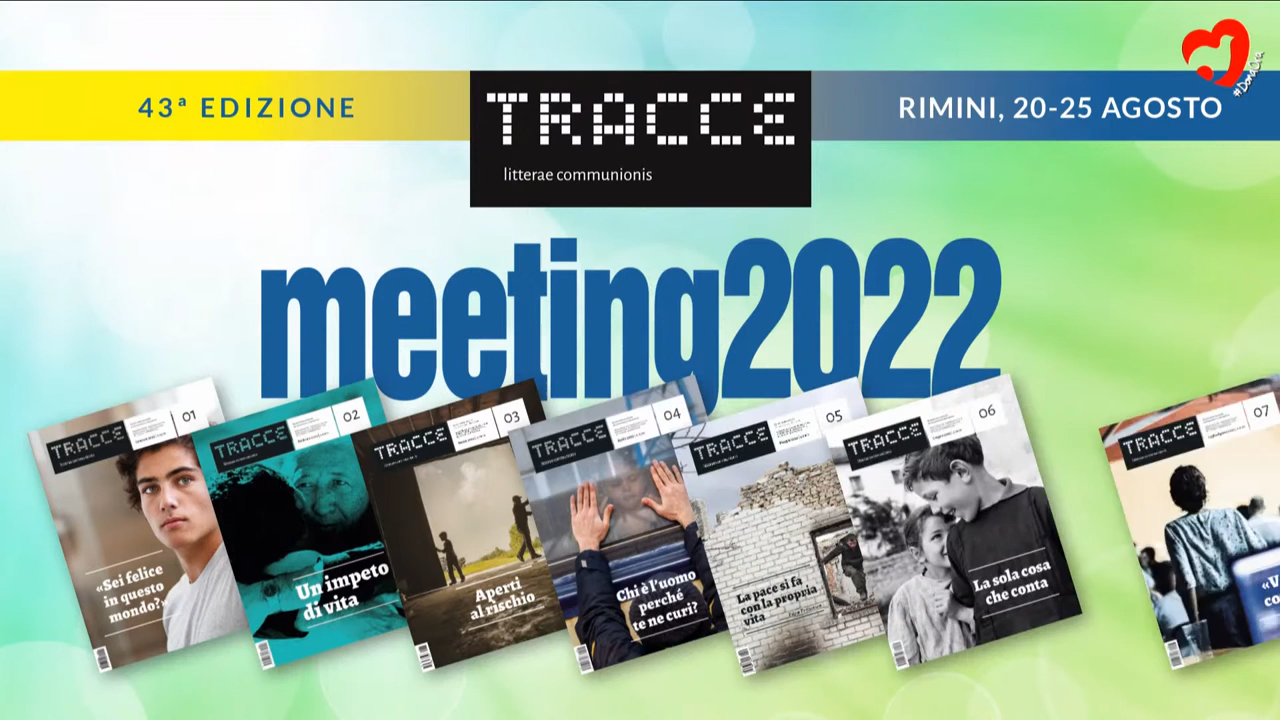 #DonaOra
43ª EDIZIONE
TRACCE
litterae communionis
RIMINI, 20-25 AGOSTO
meeting2022
TRACCE
01
«Sei felice
in questo
mondo?»
TRACCE
02
Un impeto
di vita
TRACCE
03
Aperti
al rischio
TRACCE
04
Chi è l'uomo
perché
te ne curi?
TRACCE
05
La pace si fa
con la propria
vita
TRACCE
06
La sola cosa
che conta
TRACCE
07